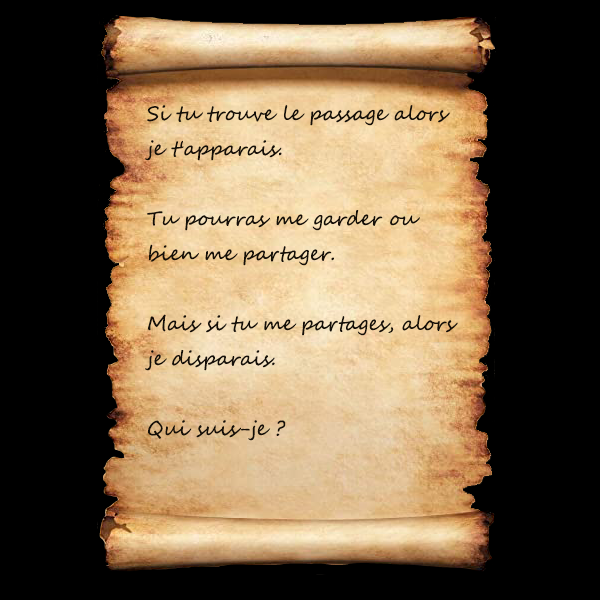 Si tu trouve le passage alors
je t'apparais.
Tu pourras me garder ou
bien me partager.
Mais si tu me partages, alors
je disparais.
Qui suis-je ?